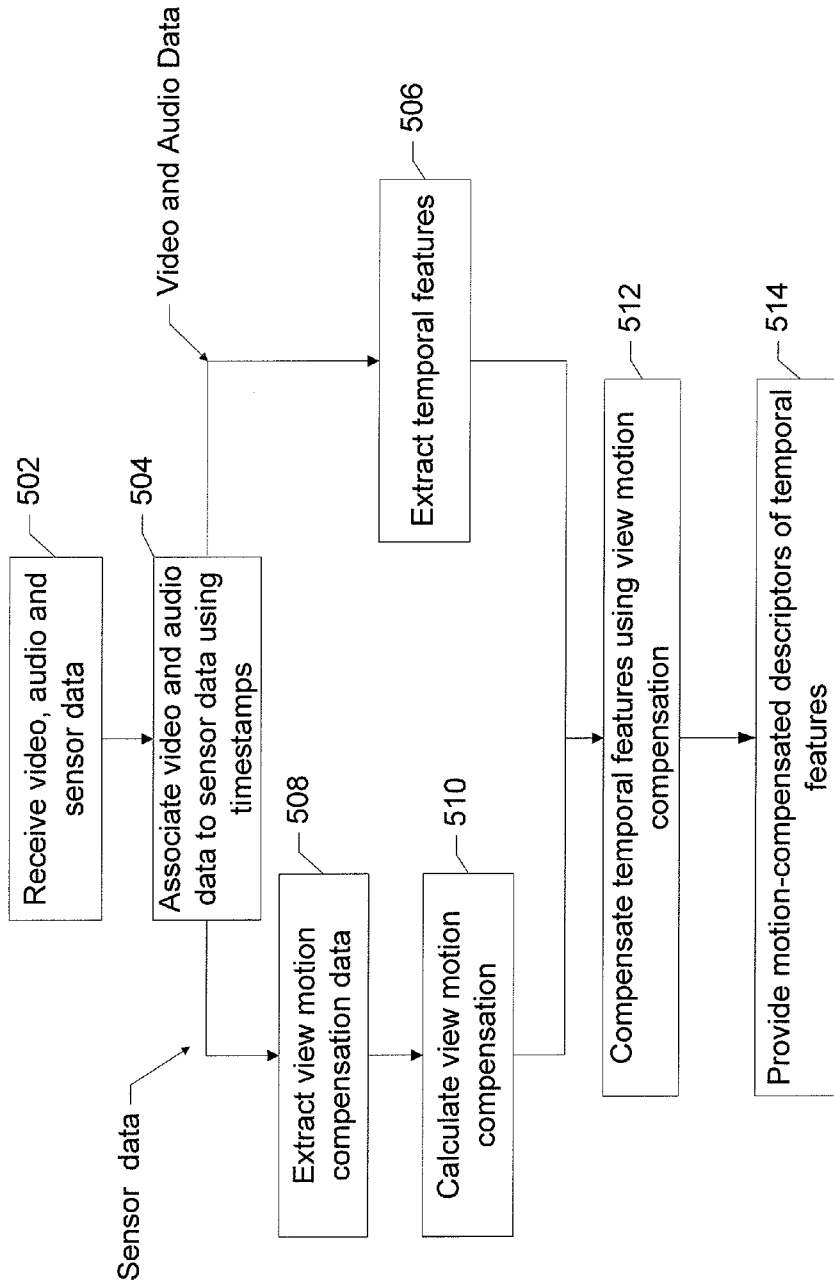 502
Receive video, audio and
sensor data
504
Associate video and audio
data to sensor data using
timestamps
Sensor data
Video and Audio Data
508
Extract view motion
compensation data
506
Extract temporal features
510
Calculate view motion
compensation
512
Compensate temporal features using view motion
compensation
514
Provide motion-compensated descriptors of temporal
features